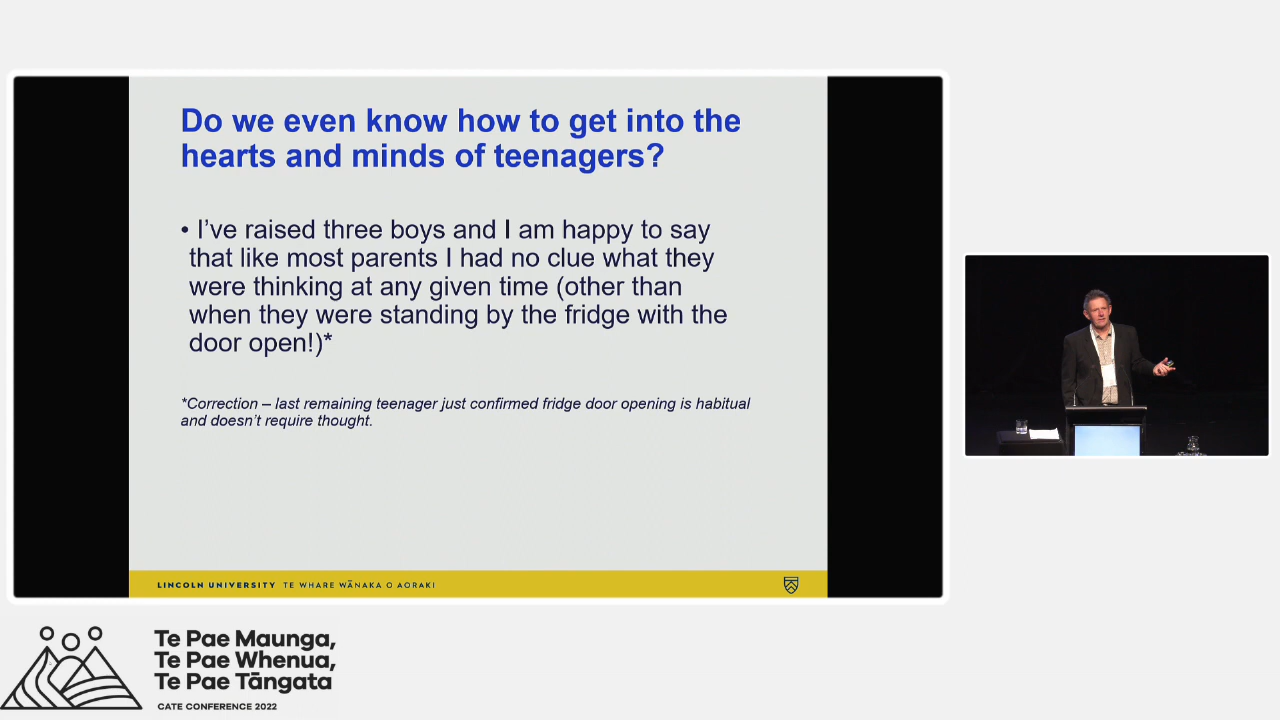 Do we even know how to get into the
hearts and minds of teenagers?
• I’ve raised three boys and I am happy to say
that like most parents I had no clue what they
were thinking at any given time (other than
when they were standing by the fridge with the
door open!)*
*Correction – last remaining teenager just confirmed fridge door opening is habitual
and doesn’t require thought.
LINCOLN UNIVERSITY TE WHARE WĀNAKA O AORAKI
Te Pae Maunga,
Te Pae Whenua,
Te Pae Tāngata
CATE CONFERENCE 2022